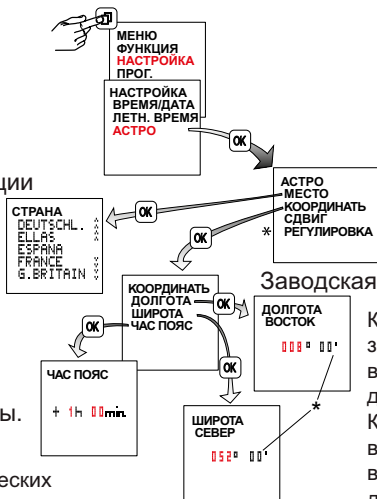 МЕНЮ
ФУНКЦИЯ
НАСТРОЙКА
ПРОГ.
НАСТРОЙКА
ВРЕМЯ/ДАТА
ЛЕТН. ВРЕМЯ
АСТРО
OK
ции
АСТРО
МЕСТО
КООРДИНАТЬ
СДВИГ
* РЕГУЛИРОВКА
СТРАНА
DEUTSCHL.
ELLAS
ESPANA
FRANCE
G.BRITAIN
OK
OK
Заводская
КООРДИНАТЬ
ДОЛГОТА
ШИРОТА
ЧАС ПОЯС
OK
OK
OK
ДОЛГОТА
ВОСТОК
008° 00'
К
з
в
д
К
в
в
ЧАС ПОЯС
+ 1h 00min.
ы.
*
ШИРОТА
СЕВЕР
052° 00'
еских